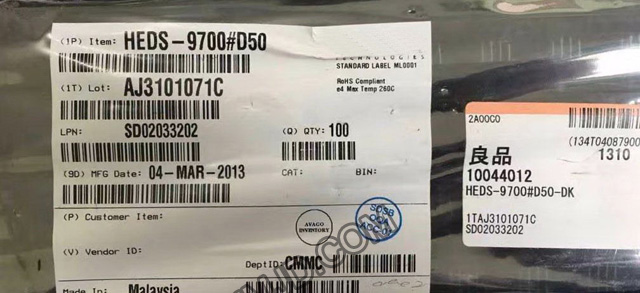 (1P) Item: HEDS-9700#D50
TECHNOLOGIES
STANDARD LABEL ML0001
RoHS Compliant
e4 Max Temp 260C
(1T) Lot: AJ3101071C
LPN: SD02033202
(Q) QTY: 100
(9D) MFG Date: 04-MAR-2013
CAT:
BIN:
(P) Customer Item:
AVAGO
INVENTORY
(V) Vendor ID:
DeptID: CMMC
Made In: Malaysia
2A00C0
(134T04087900
良品
1310
10044012
HEDS-9700#D50-DK
1TAJ3101071C
SD02033202